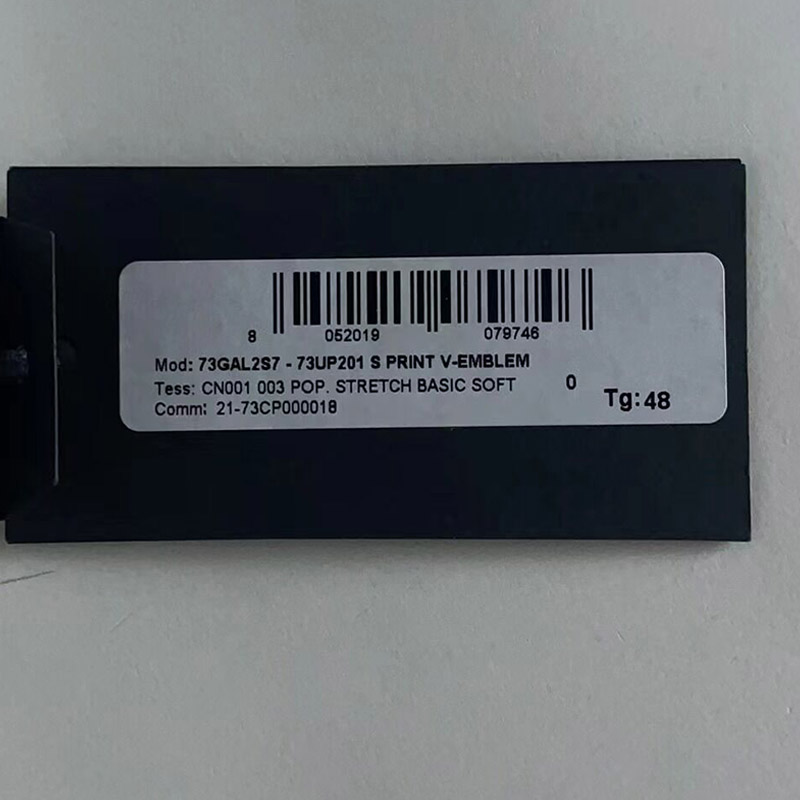 8 052019 079746
Mod: 73GAL2S7 - 73UP201 S PRINT V-EMBLEM
Tess: CN001 003 POP. STRETCH BASIC SOFT 0
Comm: 21-73CP000018
Tg:48